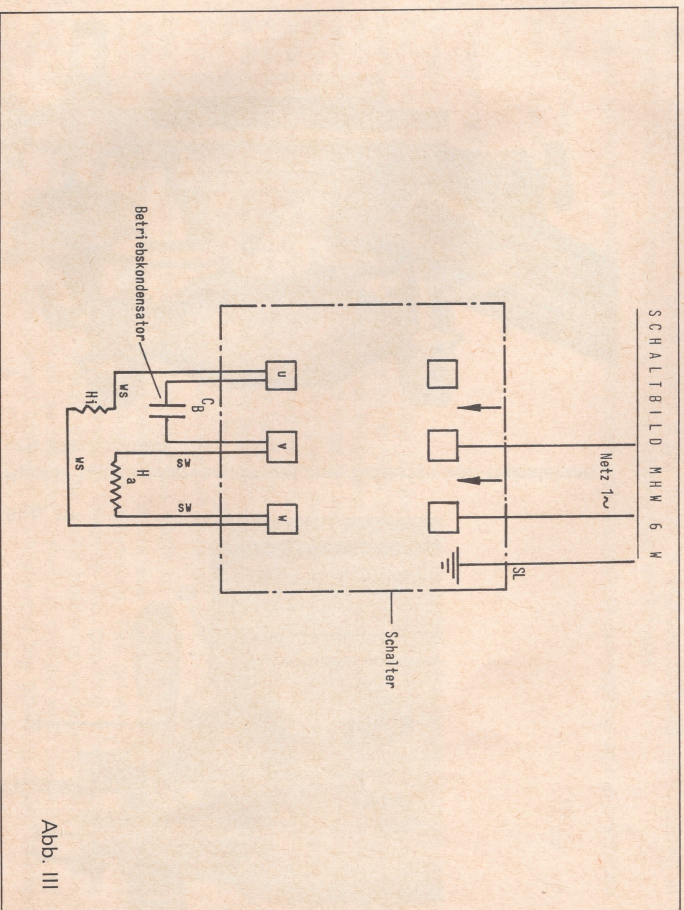 SCHALTBILD MHW 6 W
Netz 1~
SL
Schalter
U
V
W
C B
Betriebskondensator
ws
Hi
ws
sw
H a
sw
Abb. III